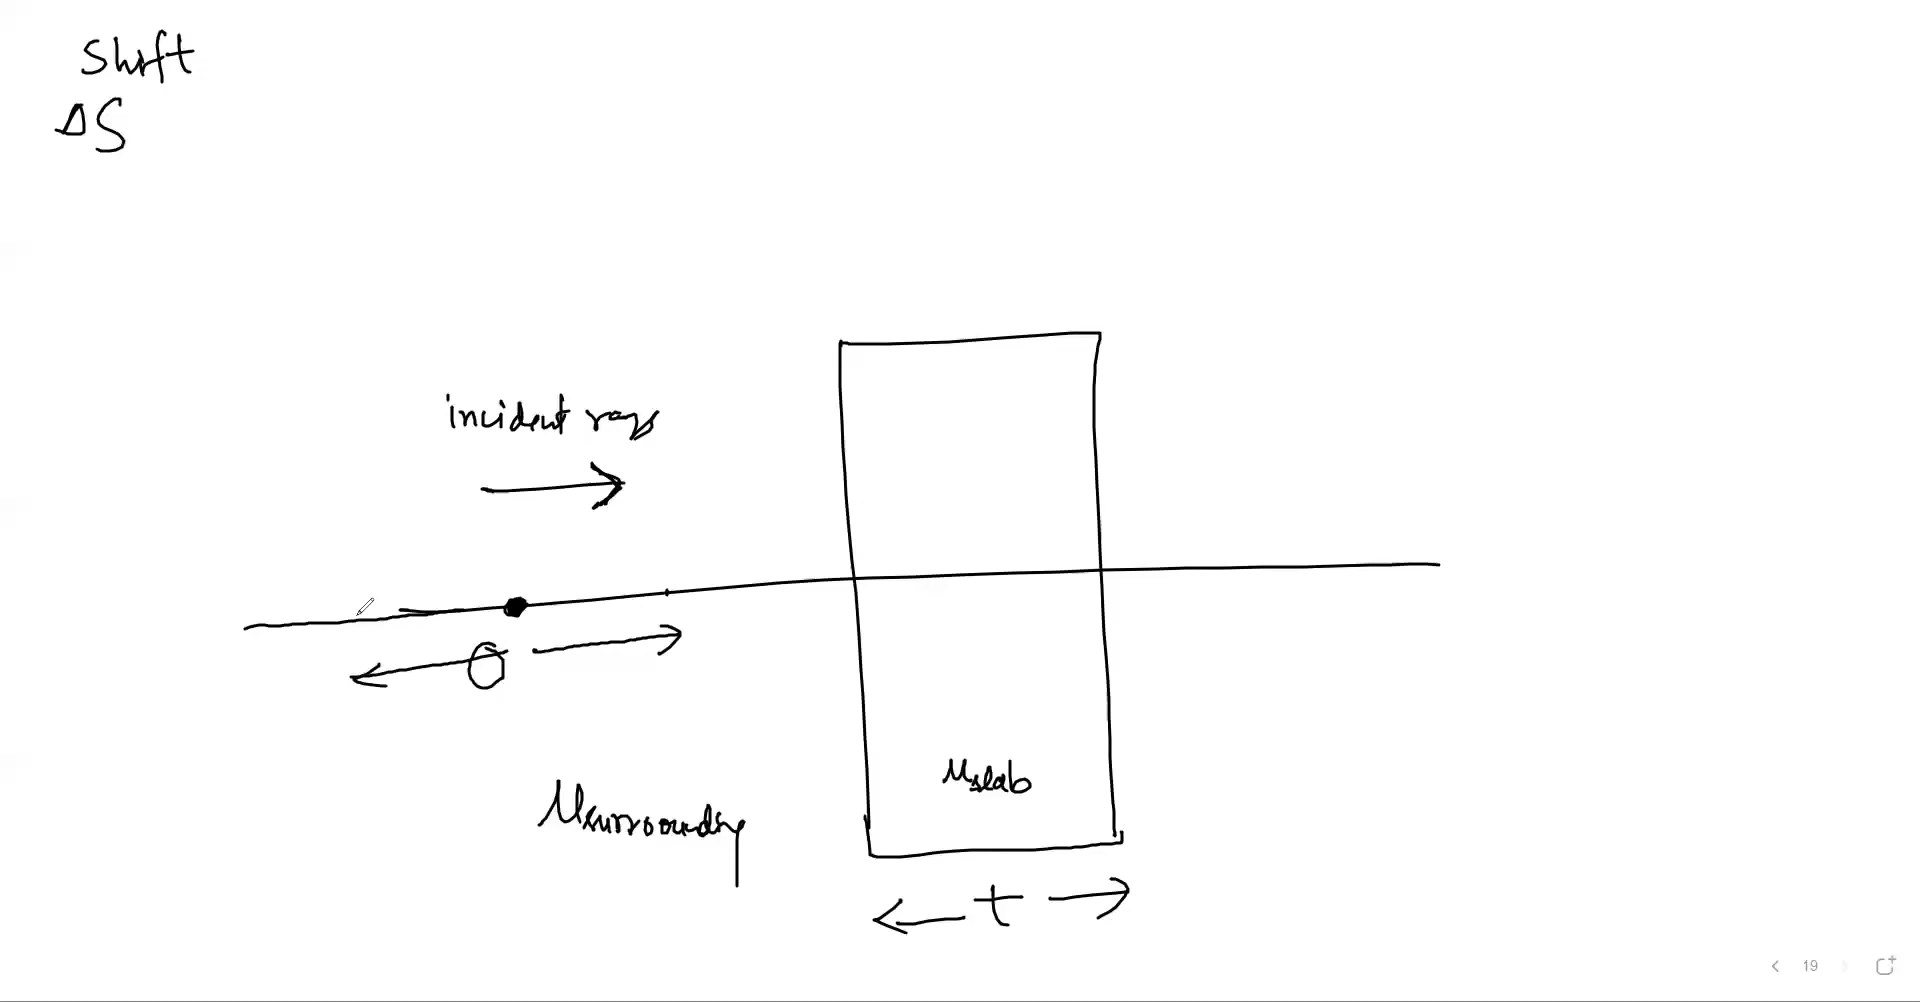 Shift
ΔS
incident rays
O
μslab
μsurrounding
t
19